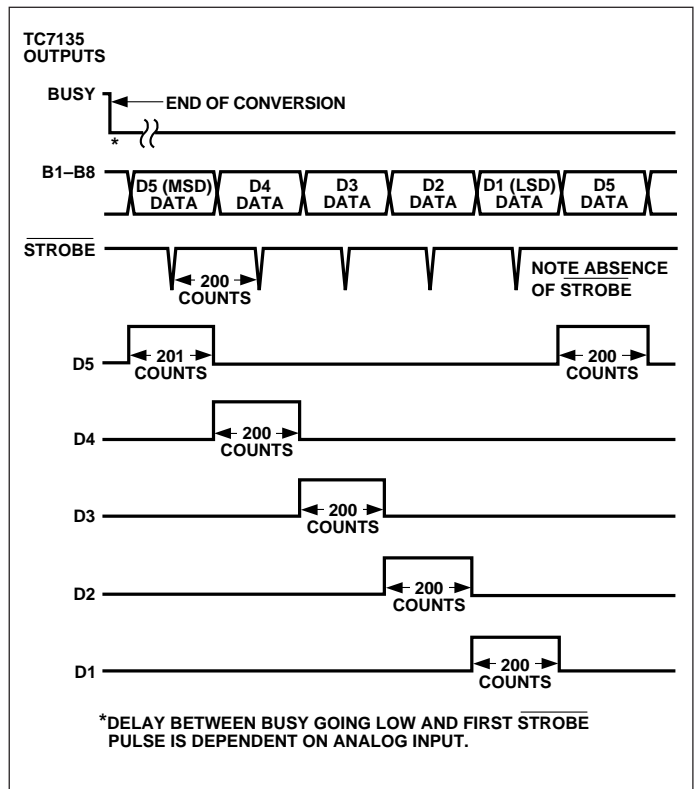 TC7135
OUTPUTS
BUSY
END OF CONVERSION
*
B1–B8
D5 (MSD)
DATA
D4
DATA
D3
DATA
D2
DATA
D1 (LSD)
DATA
D5
DATA
STROBE
200
COUNTS
NOTE ABSENCE
OF STROBE
D5
201
COUNTS
200
COUNTS
D4
200
COUNTS
D3
200
COUNTS
D2
200
COUNTS
D1
200
COUNTS
*DELAY BETWEEN BUSY GOING LOW AND FIRST STROBE
PULSE IS DEPENDENT ON ANALOG INPUT.